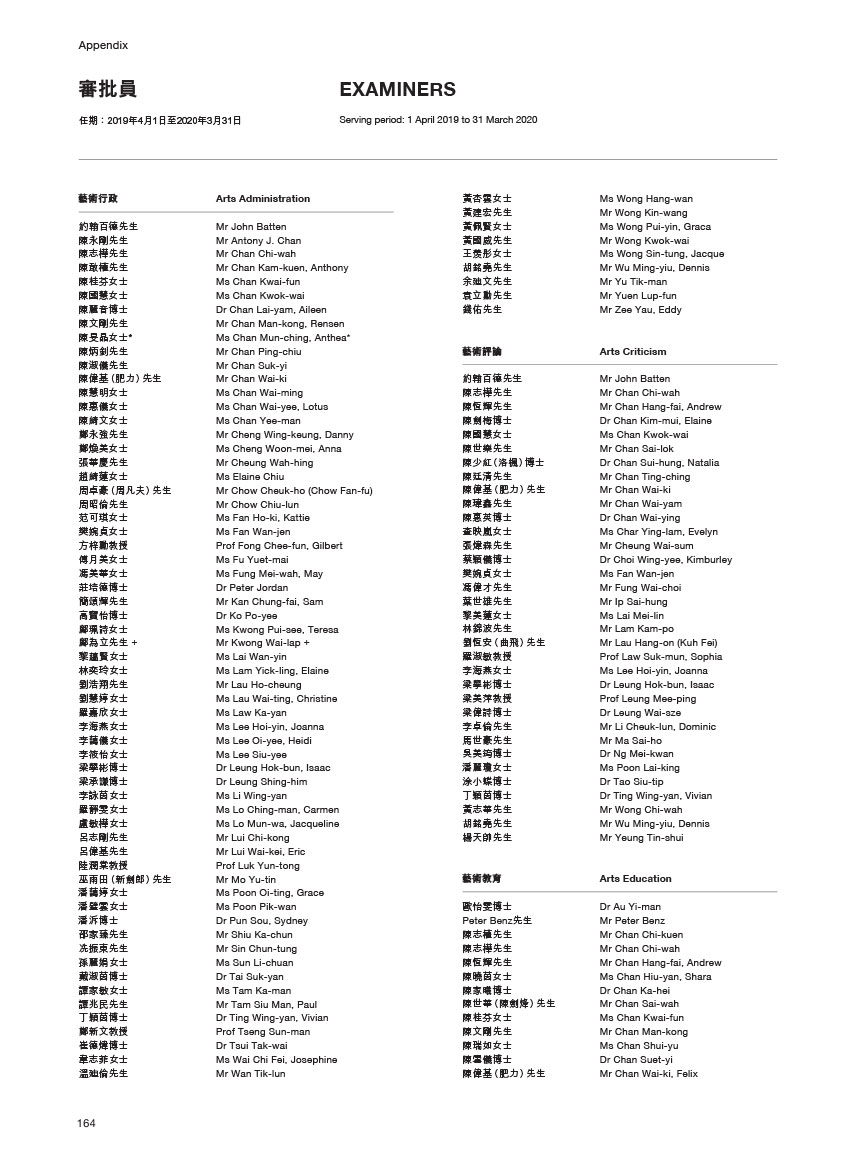 Appendix
審批員 EXAMINERS
任期：2019年4月1日至2020年3月31日 Serving period: 1 April 2019 to 31 March 2020
藝術行政 Arts Administration
約翰百德先生 Mr John Batten
陳永剛先生 Mr Antony J. Chan
陳志樺先生 Mr Chan Chi-wah
陳敢權先生 Mr Chan Kam-kuen, Anthony
陳桂芬女士 Ms Chan Kwai-fun
陳國慧女士 Ms Chan Kwok-wai
陳麗音博士 Dr Chan Lai-yam, Aileen
陳文剛先生 Mr Chan Man-kong, Rensen
陳旻晶女士* Ms Chan Mun-ching, Anthea*
陳炳釗先生 Mr Chan Ping-chiu
陳淑儀先生 Mr Chan Suk-yi
陳偉基 (肥力) 先生 Mr Chan Wai-ki
陳慧明女士 Ms Chan Wai-ming
陳惠儀女士 Ms Chan Wai-yee, Lotus
陳綺文女士 Ms Chan Yee-man
鄭永強先生 Mr Cheng Wing-keung, Danny
鄭煥美女士 Ms Cheng Woon-mei, Anna
張華慶先生 Mr Cheung Wah-hing
趙綺蓮女士 Ms Elaine Chiu
周卓豪 (周凡夫) 先生 Mr Chow Cheuk-ho (Chow Fan-fu)
周昭倫先生 Mr Chow Chiu-lun
范可琪女士 Ms Fan Ho-ki, Kattie
樊婉貞女士 Ms Fan Wan-jen
方梓勳教授 Prof Fong Chee-fun, Gilbert
傅月美女士 Ms Fu Yuet-mai
馮美華女士 Ms Fung Mei-wah, May
莊培德博士 Dr Peter Jordan
簡頌輝先生 Mr Kan Chung-fai, Sam
高寶怡博士 Dr Ko Po-yee
鄺珮詩女士 Ms Kwong Pui-see, Teresa
鄺為立先生 + Mr Kwong Wai-lap +
黎蘊賢女士 Ms Lai Wan-yin
林奕玲女士 Ms Lam Yick-ling, Elaine
劉浩翔先生 Mr Lau Ho-cheung
劉慧婷女士 Ms Lau Wai-ting, Christine
羅嘉欣女士 Ms Law Ka-yan
李海燕女士 Ms Lee Hoi-yin, Joanna
李藹儀女士 Ms Lee Oi-yee, Heidi
李筱怡女士 Ms Lee Siu-yee
梁學彬博士 Dr Leung Hok-bun, Isaac
梁承謙博士 Dr Leung Shing-him
李詠茵女士 Ms Li Wing-yan
羅靜雯女士 Ms Lo Ching-man, Carmen
盧敏樺女士 Ms Lo Mun-wa, Jacqueline
呂志剛先生 Mr Lui Chi-kong
呂偉基先生 Mr Lui Wai-kei, Eric
陸潤棠教授 Prof Luk Yun-tong
巫雨田 (新劍郎) 先生 Mr Mo Yu-tin
潘藹婷女士 Ms Poon Oi-ting, Grace
潘璧雲女士 Ms Poon Pik-wan
潘泝博士 Dr Pun Sou, Sydney
邵家臻先生 Mr Shiu Ka-chun
冼振東先生 Mr Sin Chun-tung
孫麗娟女士 Ms Sun Li-chuan
戴淑茵博士 Dr Tai Suk-yan
譚家敏女士 Ms Tam Ka-man
譚兆民先生 Mr Tam Siu Man, Paul
丁穎茵博士 Dr Ting Wing-yan, Vivian
鄭新文教授 Prof Tseng Sun-man
崔德煒博士 Dr Tsui Tak-wai
韋志菲女士 Ms Wai Chi Fei, Josephine
溫廸倫先生 Mr Wan Tik-lun
黃杏雲女士 Ms Wong Hang-wan
黃建宏先生 Mr Wong Kin-wang
黃佩賢女士 Ms Wong Pui-yin, Graca
黃國威先生 Mr Wong Kwok-wai
王羨彤女士 Ms Wong Sin-tung, Jacque
胡銘堯先生 Mr Wu Ming-yiu, Dennis
余廸文先生 Mr Yu Tik-man
袁立勳先生 Mr Yuen Lup-fun
錢佑先生 Mr Zee Yau, Eddy
藝術評論 Arts Criticism
約翰百德先生 Mr John Batten
陳志樺先生 Mr Chan Chi-wah
陳恆輝先生 Mr Chan Hang-fai, Andrew
陳劍梅博士 Dr Chan Kim-mui, Elaine
陳國慧女士 Ms Chan Kwok-wai
陳世樂先生 Mr Chan Sai-lok
陳少紅 (洛楓) 博士 Dr Chan Sui-hung, Natalia
陳廷清先生 Mr Chan Ting-ching
陳偉基 (肥力) 先生 Mr Chan Wai-ki
陳瑋鑫先生 Mr Chan Wai-yam
陳惠英博士 Dr Chan Wai-ying
查映嵐女士 Ms Char Ying-lam, Evelyn
張煒森先生 Mr Cheung Wai-sum
蔡穎儀博士 Dr Choi Wing-yee, Kimburley
樊婉貞女士 Ms Fan Wan-jen
馮偉才先生 Mr Fung Wai-choi
葉世雄先生 Mr Ip Sai-hung
黎美蓮女士 Ms Lai Mei-lin
林錦波先生 Mr Lam Kam-po
劉恆安 (曲飛) 先生 Mr Lau Hang-on (Kuh Fei)
羅淑敏教授 Prof Law Suk-mun, Sophia
李海燕女士 Ms Lee Hoi-yin, Joanna
梁學彬博士 Dr Leung Hok-bun, Isaac
梁美萍教授 Prof Leung Mee-ping
梁偉詩博士 Dr Leung Wai-sze
李卓倫先生 Mr Li Cheuk-lun, Dominic
馬世豪先生 Mr Ma Sai-ho
吳美筠博士 Dr Ng Mei-kwan
潘麗瓊女士 Ms Poon Lai-king
涂小蝶博士 Dr Tao Siu-tip
丁穎茵博士 Dr Ting Wing-yan, Vivian
黃志華先生 Mr Wong Chi-wah
胡銘堯先生 Mr Wu Ming-yiu, Dennis
楊天帥先生 Mr Yeung Tin-shui
藝術教育 Arts Education
歐怡雯博士 Dr Au Yi-man
Peter Benz先生 Mr Peter Benz
陳志權先生 Mr Chan Chi-kuen
陳志樺先生 Mr Chan Chi-wah
陳恆輝先生 Mr Chan Hang-fai, Andrew
陳曉茵女士 Ms Chan Hiu-yan, Shara
陳家曦博士 Dr Chan Ka-hei
陳世華 (陳劍烽) 先生 Mr Chan Sai-wah
陳桂芬女士 Ms Chan Kwai-fun
陳文剛先生 Mr Chan Man-kong
陳瑞如女士 Ms Chan Shui-yu
陳雪儀博士 Dr Chan Suet-yi
陳偉基 (肥力) 先生 Mr Chan Wai-ki, Felix
164